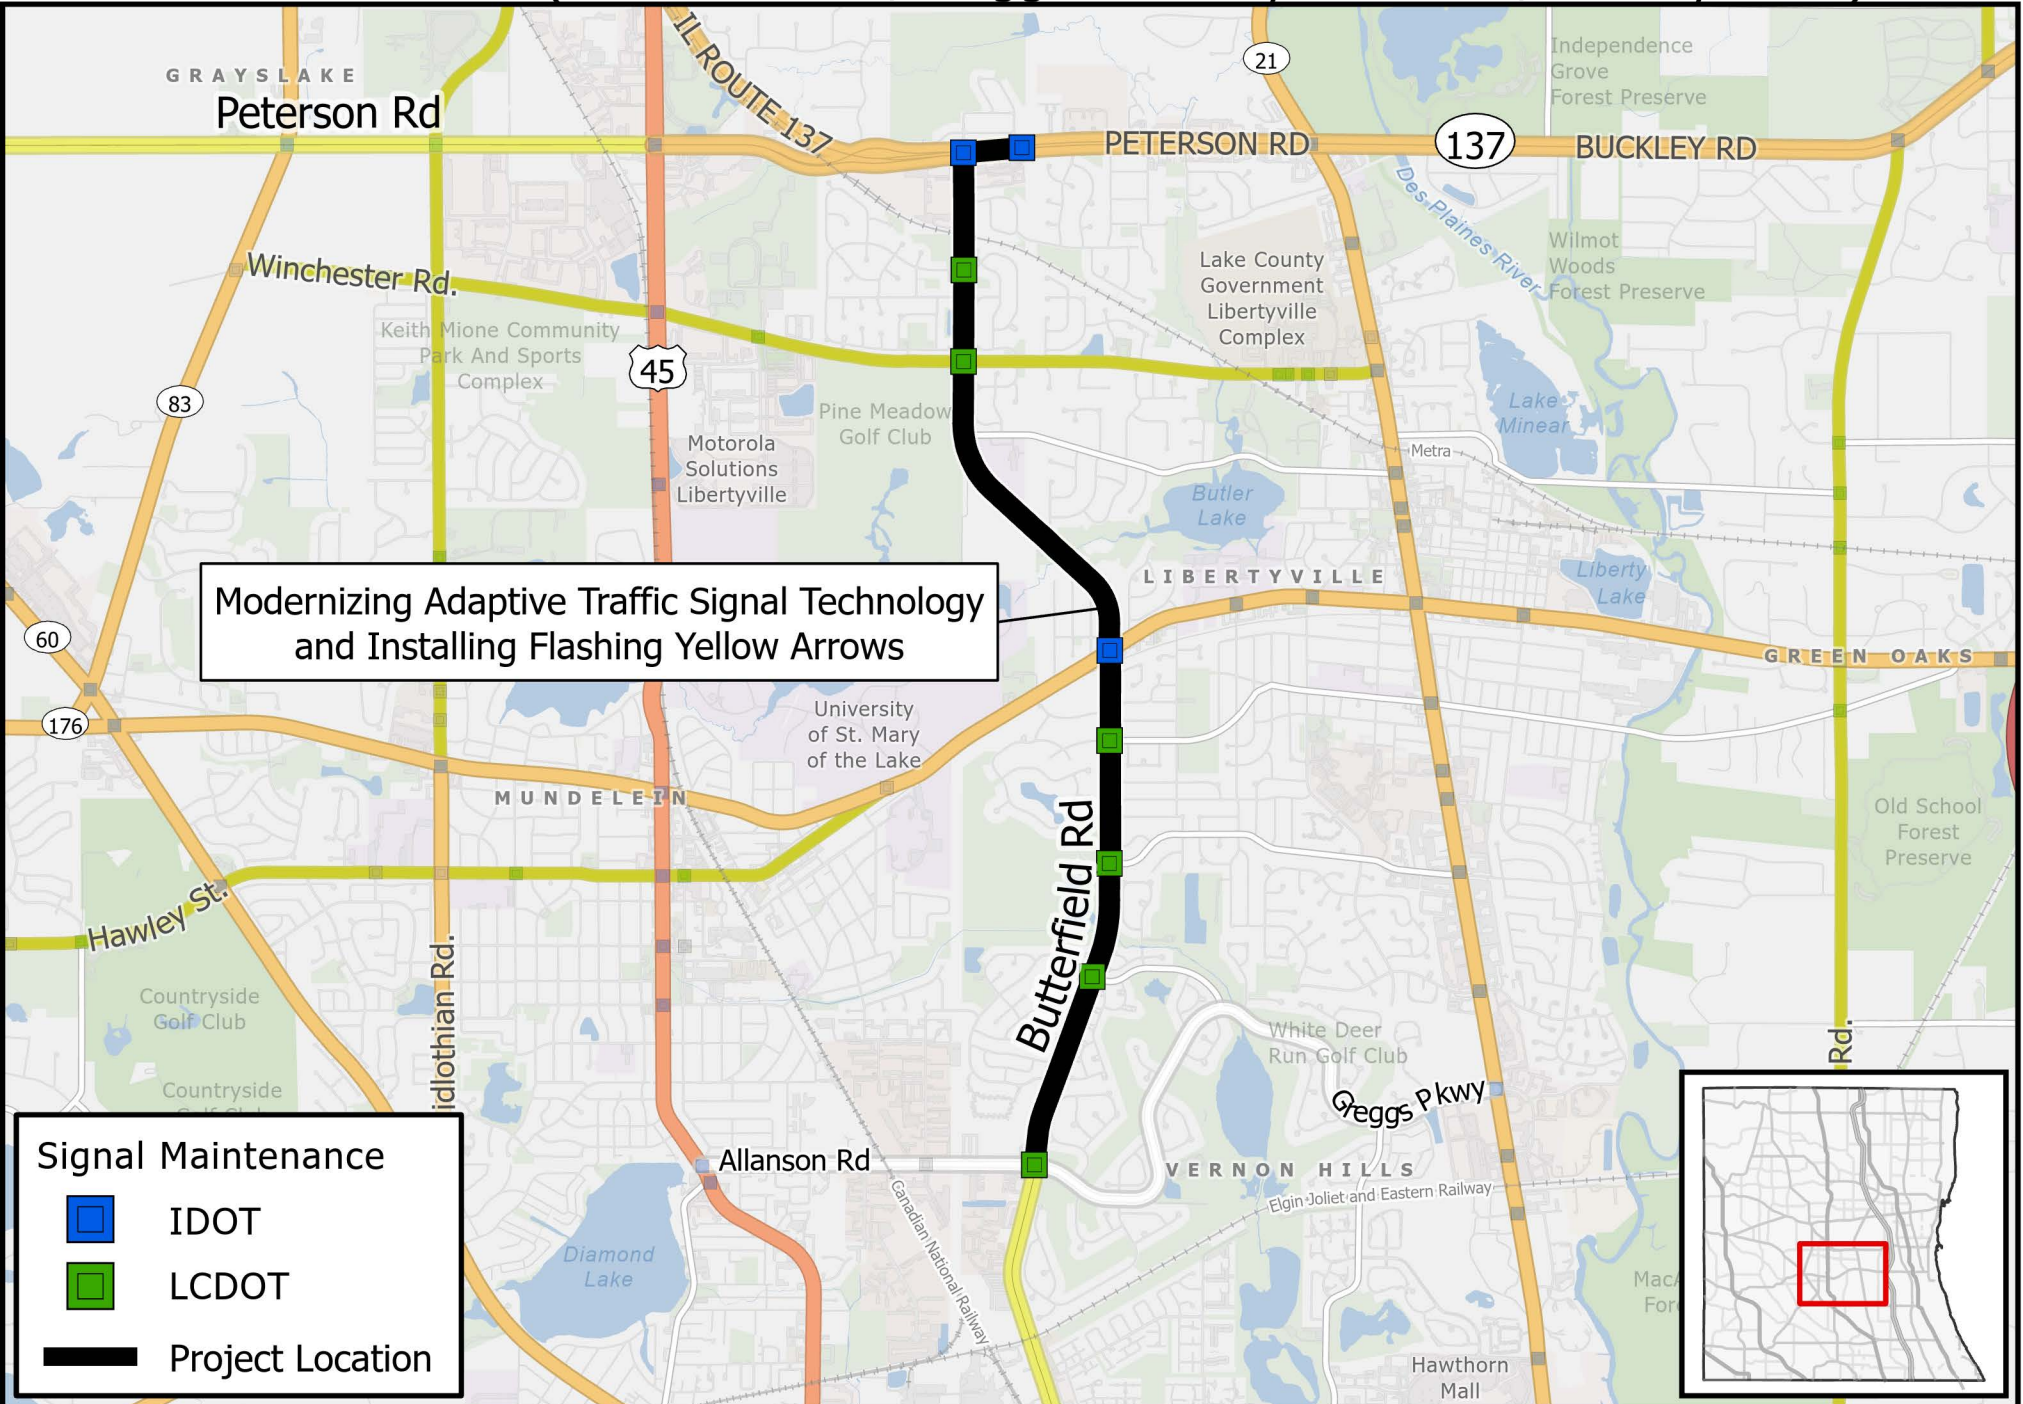 GRAYSLAKE
Peterson Rd
IL ROUTE 137
21
Independence
Grove
Forest Preserve
PETERSON RD
137
BUCKLEY RD
Des Plaines River
Winchester Rd.
Lake County
Government
Libertyville
Complex
Wilmot
Woods
Forest Preserve
Keith Mione Community
Park And Sports
Complex
45
83
Pine Meadow
Golf Club
Lake
Minear
Motorola
Solutions
Libertyville
Metra
Butler
Lake
LIBERTYVILLE
Liberty
Lake
Modernizing Adaptive Traffic Signal Technology
and Installing Flashing Yellow Arrows
60
176
GREEN OAKS
University
of St. Mary
of the Lake
MUNDELEIN
Old School
Forest
Preserve
Butterfield Rd
Hawley St.
idlothian Rd.
Countryside
Golf Club
White Deer
Run Golf Club
Rd.
Countryside
Greggs Pkwy
Allanson Rd
VERNON HILLS
Elgin Joliet and Eastern Railway
Canadian National Railway
Diamond
Lake
Hawthorn
Mall
Signal Maintenance
IDOT
LCDOT
Project Location